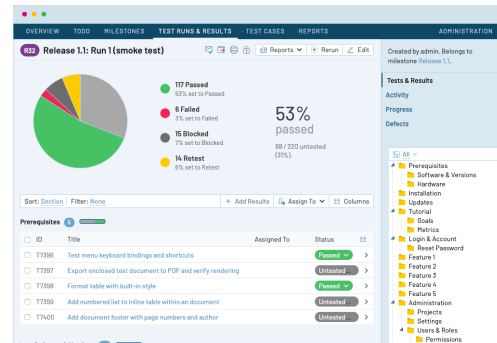 OVERVIEW TODO MILESTONES TEST RUNS & RESULTS TEST CASES REPORTS ADMINISTRATION
R32 Release 1.1: Run 1 (smoke test) Reports Rerun Edit
Created by admin. Belongs to
milestone Release 1.1.
Tests & Results
Activity
Progress
Defects
117 Passed
53% set to Passed
6 Failed
3% set to Failed
15 Blocked
7% set to Blocked
14 Retest
6% set to Retest
53%
passed
68 / 220 untested
(31%).
Sort: Section Filter: None + Add Results Assign To Columns
Prerequisites 5
ID Title Assigned To Status
T7396 Test menu keyboard bindings and shortcuts Passed
T7397 Export enclosed test document to PDF and verify rendering Untested
T7398 Format table with built-in style Passed
T7399 Add numbered list to inline table within an document Untested
T7400 Add document footer with page numbers and author Untested
All
Prerequisites
Software & Versions
Hardware
Installation
Updates
Tutorial
Goals
Metrics
Login & Account
Reset Password
Feature 1
Feature 2
Feature 3
Feature 4
Feature 5
Administration
Projects
Settings
Users & Roles
Permissions